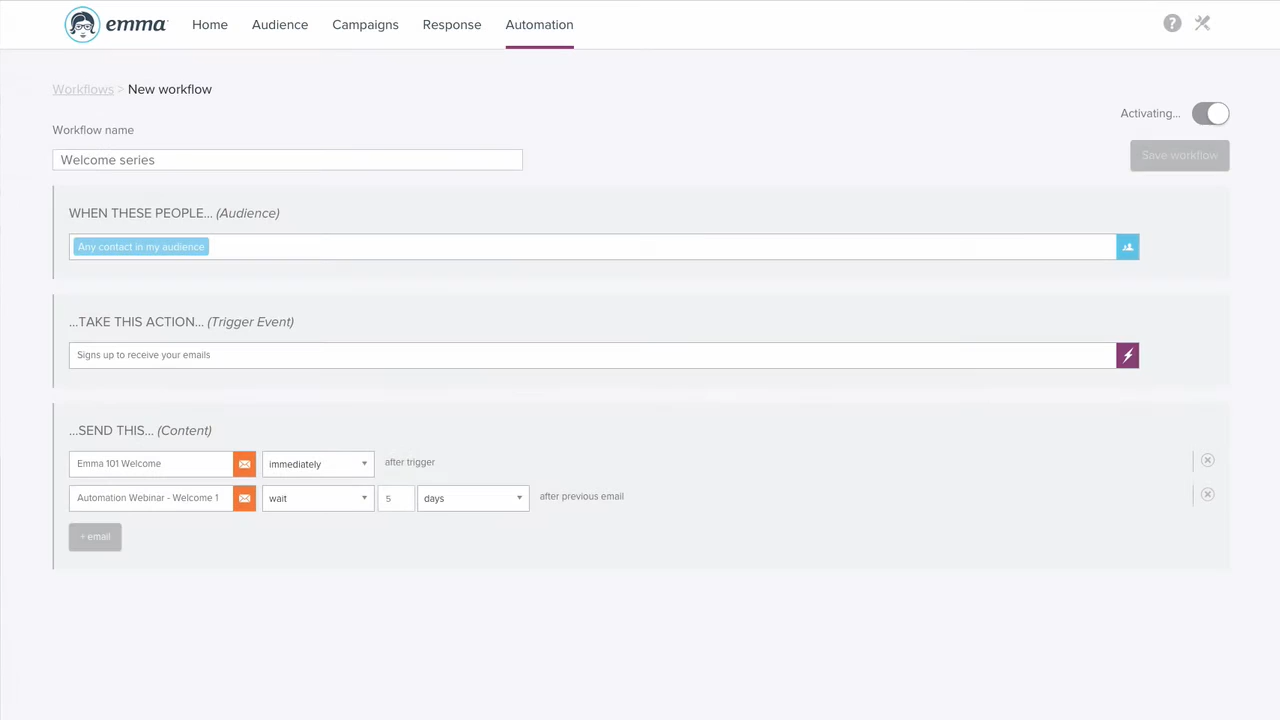 emma Home Audience Campaigns Response Automation ?
Workflows > New workflow
Activating...
Workflow name
Welcome series
Save workflow
WHEN THESE PEOPLE... (Audience)
Any contact in my audience
...TAKE THIS ACTION... (Trigger Event)
Signs up to receive your emails
...SEND THIS... (Content)
Emma 101 Welcome immediately after trigger
Automation Webinar - Welcome 1 wait 5 days after previous email
+ email